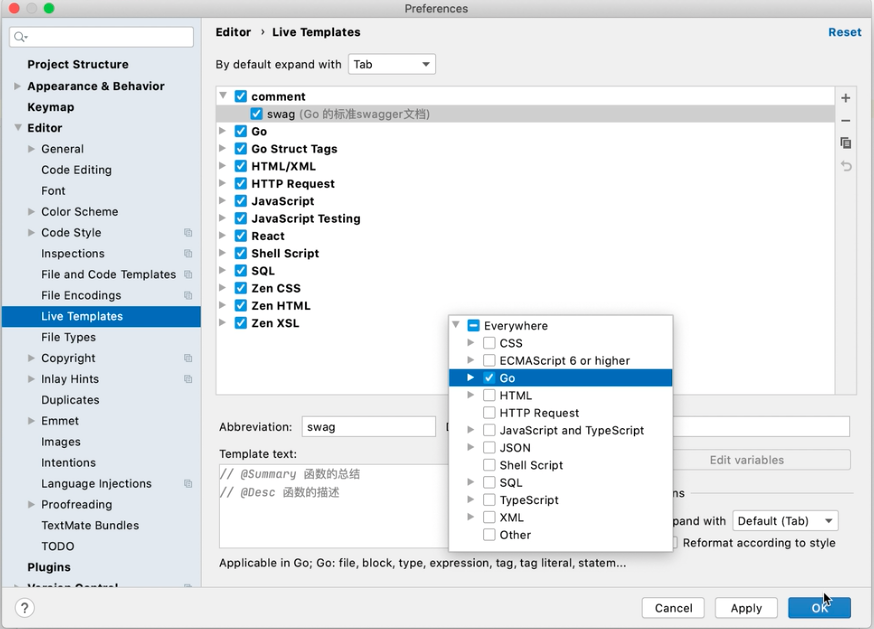 Preferences
Editor › Live Templates
Reset
By default expand with Tab
Project Structure
Appearance & Behavior
Keymap
Editor
General
Code Editing
Font
Color Scheme
Code Style
Inspections
File and Code Templates
File Encodings
Live Templates
File Types
Copyright
Inlay Hints
Duplicates
Emmet
Images
Intentions
Language Injections
Proofreading
TextMate Bundles
TODO
Plugins
Version Control
comment
swag (Go 的标准swagger文档)
Go
Go Struct Tags
HTML/XML
HTTP Request
JavaScript
JavaScript Testing
React
Shell Script
SQL
Zen CSS
Zen HTML
Zen XSL
Everywhere
CSS
ECMAScript 6 or higher
Go
HTML
HTTP Request
JavaScript and TypeScript
JSON
Shell Script
SQL
TypeScript
XML
Other
Abbreviation: swag
Template text:
// @Summary 函数的总结
// @Desc 函数的描述
Edit variables
ns
pand with Default (Tab)
Reformat according to style
Applicable in Go; Go: file, block, type, expression, tag, tag literal, statem...
?
Cancel
Apply
OK